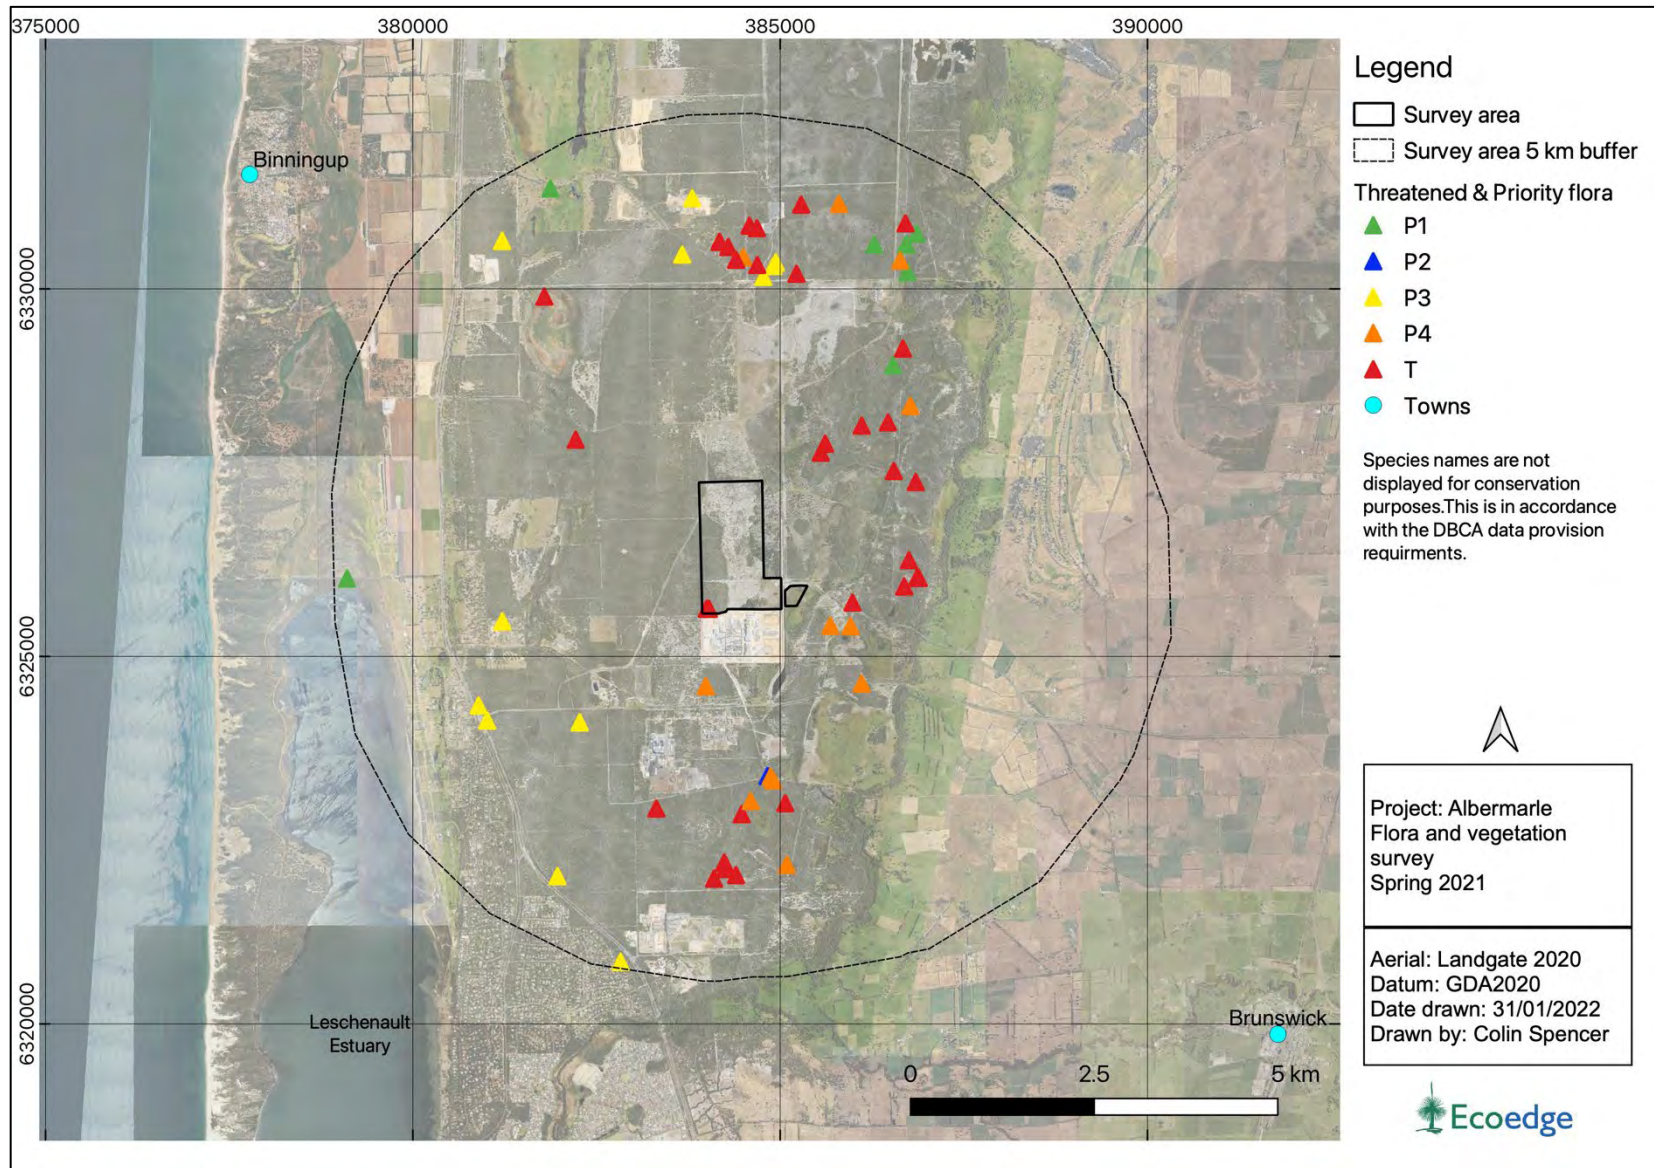 375000
380000
385000
390000
6330000
6325000
6320000
Binningup
Leschenault
Estuary
Brunswick
0
2.5
5 km
Legend
Survey area
Survey area 5 km buffer
Threatened & Priority flora
P1
P2
P3
P4
T
Towns
Species names are not
displayed for conservation
purposes.This is in accordance
with the DBCA data provision
requirments.
Project: Albermarle
Flora and vegetation
survey
Spring 2021
Aerial: Landgate 2020
Datum: GDA2020
Date drawn: 31/01/2022
Drawn by: Colin Spencer
Ecoedge